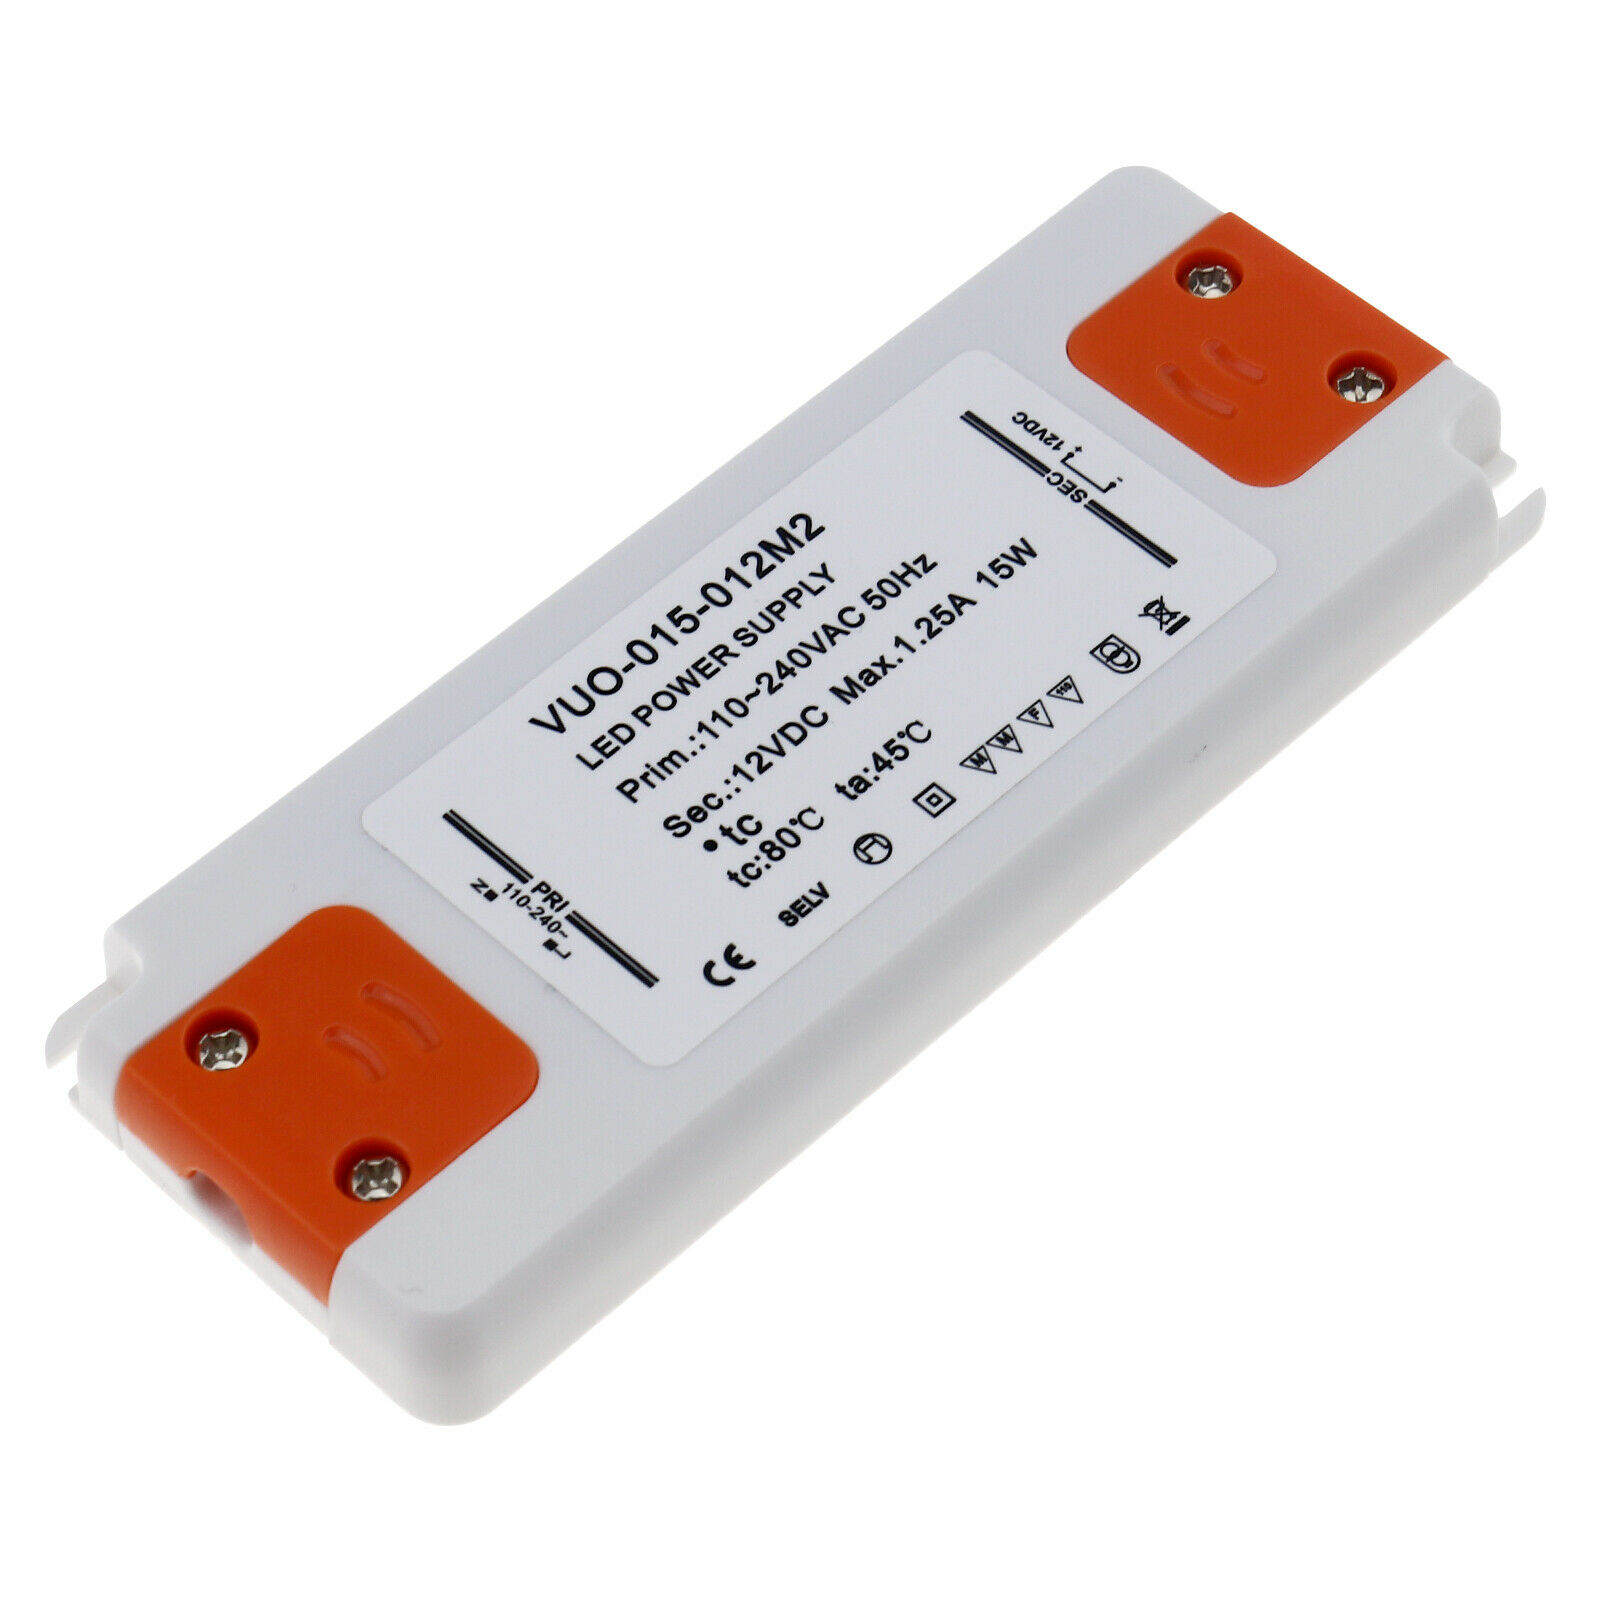 VUO-015-012M2
LED POWER SUPPLY
Prim.:110~240VAC 50Hz
Sec.:12VDC Max.1.25A 15W
• tc
tc:80℃ ta:45℃
CE SELV M M F 110
PRI
N 110-240~ L
SEC
+ 12VDC -